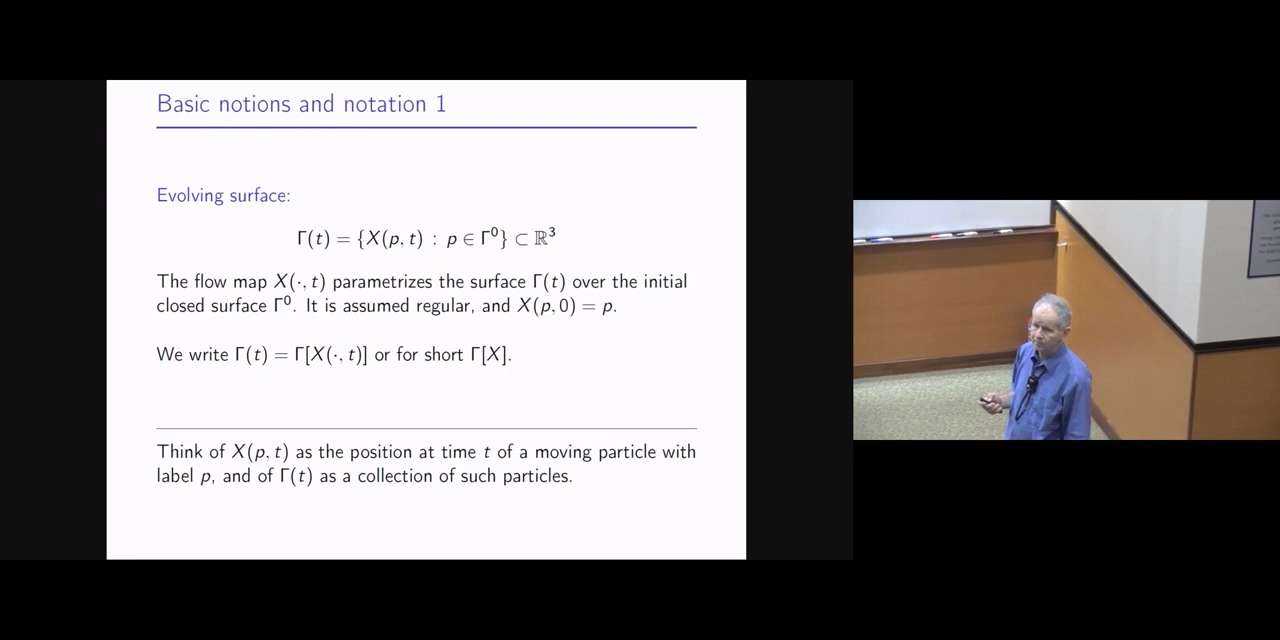 Basic notions and notation 1
Evolving surface:
Γ(t) = {X(p, t) : p ∈ Γ⁰} ⊂ ℝ³
The flow map X(·, t) parametrizes the surface Γ(t) over the initial
closed surface Γ⁰. It is assumed regular, and X(p, 0) = p.
We write Γ(t) = Γ[X(·, t)] or for short Γ[X].
Think of X(p, t) as the position at time t of a moving particle with
label p, and of Γ(t) as a collection of such particles.